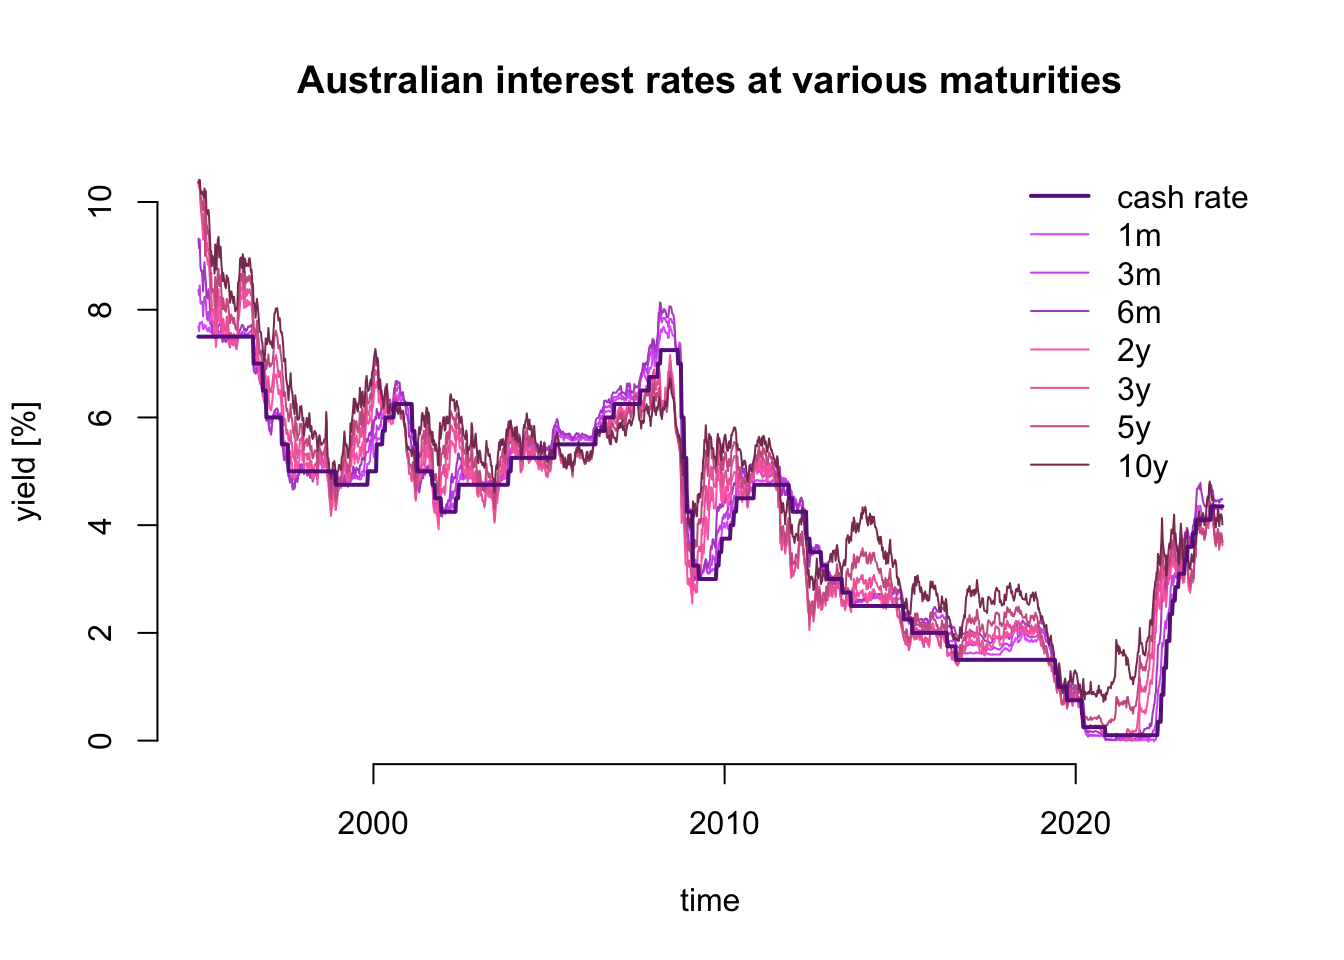 Australian interest rates at various maturities
yield [%]
10
8
6
4
2
0
cash rate
1m
3m
6m
2y
3y
5y
10y
2000 2010 2020
time